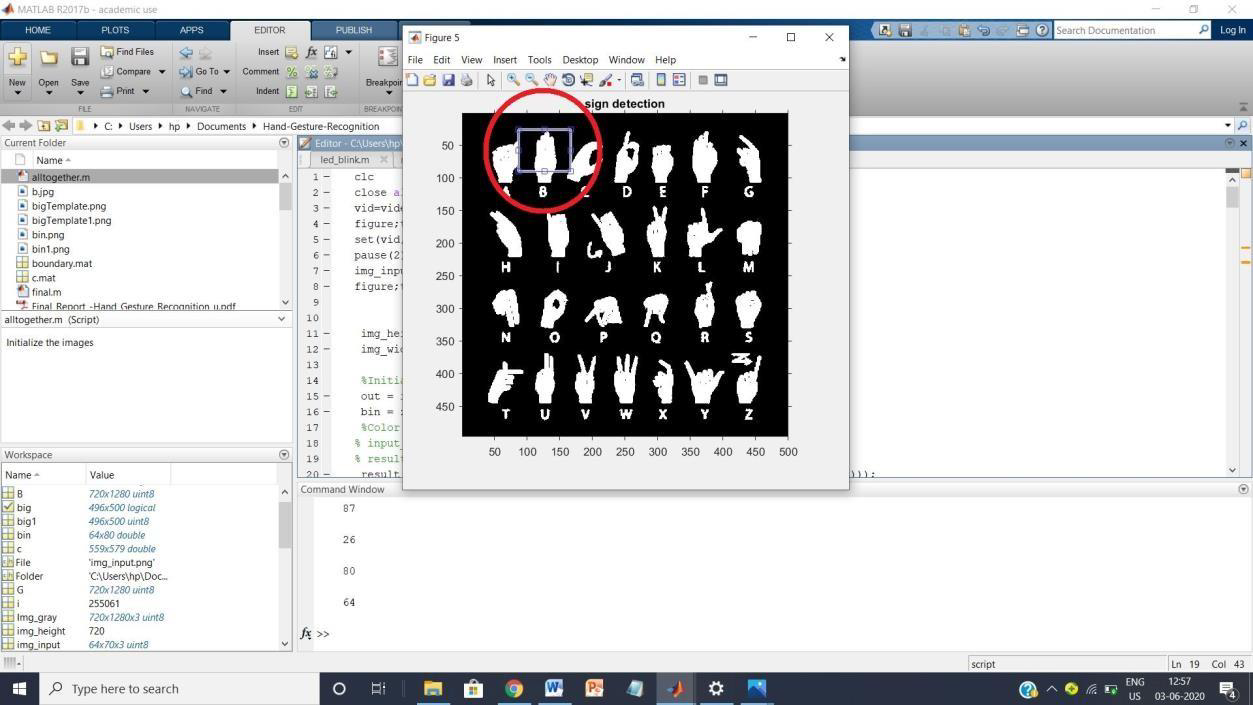 MATLAB R2017b - academic use
HOME PLOTS APPS EDITOR PUBLISH
Search Documentation Log In
New Open Save Find Files Compare Print
Insert fx Comment Indent
Go To Find
Breakpoi
FILE NAVIGATE EDIT BREAKPOIN
C: Users hp Documents Hand-Gesture-Recognition
Current Folder
Name
alltogether.m
b.jpg
bigTemplate.png
bigTemplate1.png
bin.png
bin1.png
boundary.mat
c.mat
final.m
Final Report -Hand Gesture Recognition u.pdf
alltogether.m (Script)
Initialize the images
Workspace
Name Value
B 720x1280 uint8
big 496x500 logical
big1 496x500 uint8
bin 64x80 double
c 559x579 double
File 'img_input.png'
Folder 'C:\Users\hp\Doc...
G 720x1280 uint8
i 255061
Img_gray 720x1280x3 uint8
img_height 720
img_input 64x70x3 uint8
Editor - C:\Users\hp\
led_blink.m
1 - clc
2 - close a
3 - vid=vid
4 - figure;t
5 - set(vid
6 - pause(2)
7 - img_inpu
8 - figure;t
9
10
11 - img_hei
12 - img_wid
13
14 %Initia
15 - out =
16 - bin =
17 %Color
18 % input_
19 % result
20 - result ));
Figure 5
File Edit View Insert Tools Desktop Window Help
sign detection
50
100
150
200
250
300
350
400
450
A B C D E F G
H I J K L M
N O P Q R S
T U V W X Y Z
50 100 150 200 250 300 350 400 450 500
Command Window
87
26
80
64
fx >>
script Ln 19 Col 43
Type here to search
ENG
US
12:57
03-06-2020
4